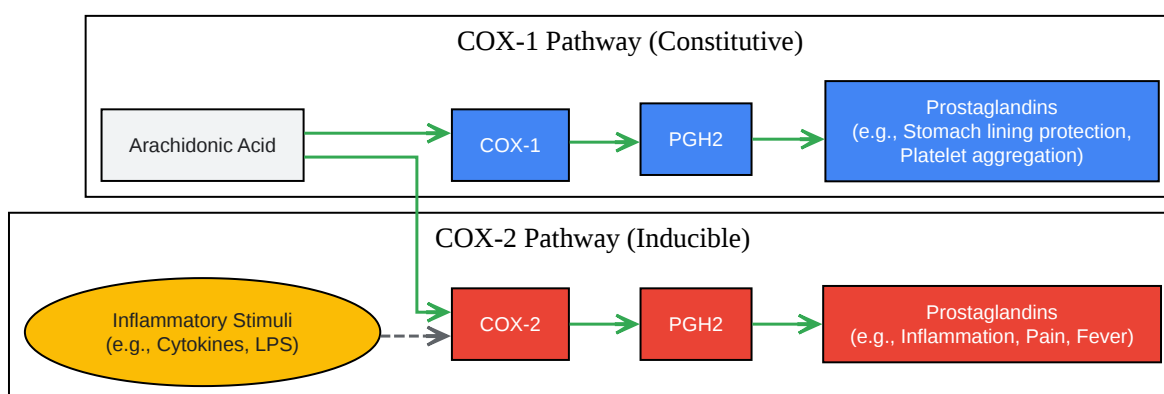 COX-1 Pathway (Constitutive)
Arachidonic Acid
COX-1
PGH2
Prostaglandins
(e.g., Stomach lining protection,
Platelet aggregation)
COX-2 Pathway (Inducible)
Inflammatory Stimuli
(e.g., Cytokines, LPS)
COX-2
PGH2
Prostaglandins
(e.g., Inflammation, Pain, Fever)